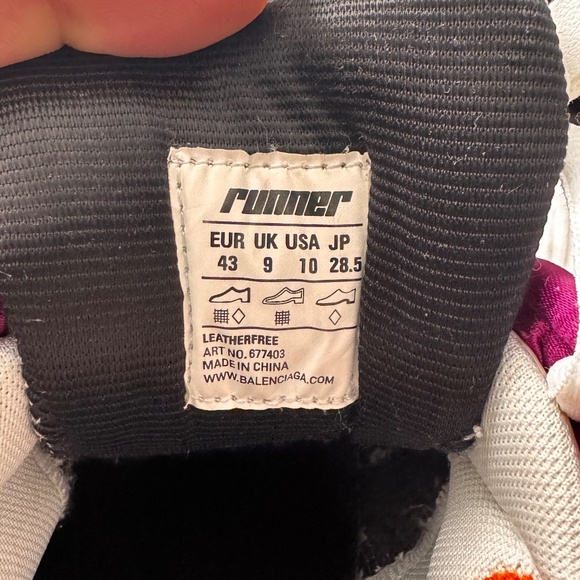 runner
EUR UK USA JP
43 9 10 28.5
LEATHERFREE
ART NO. 677403
MADE IN CHINA
WWW.BALENCIAGA.COM